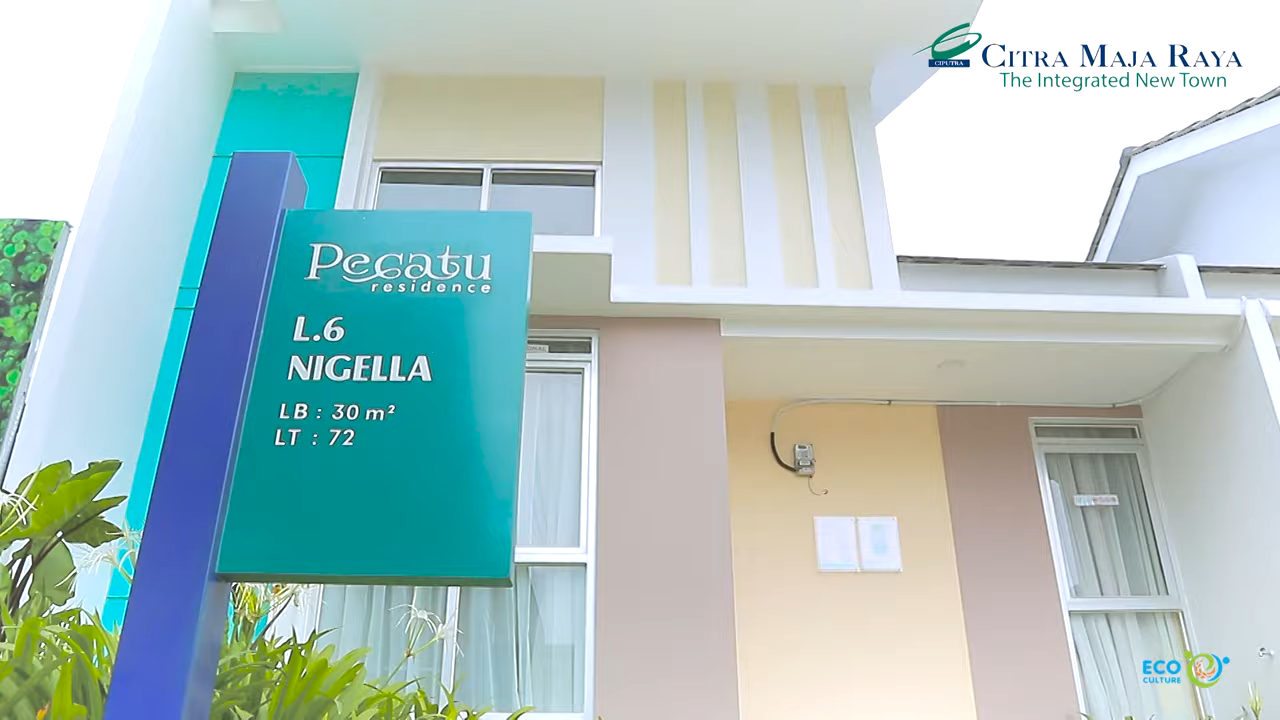 CITRA MAJA RAYA
CIPUTRA
The Integrated New Town
Pecatu
residence
L.6
NIGELLA
LB : 30 m²
LT : 72
ECO
CULTURE